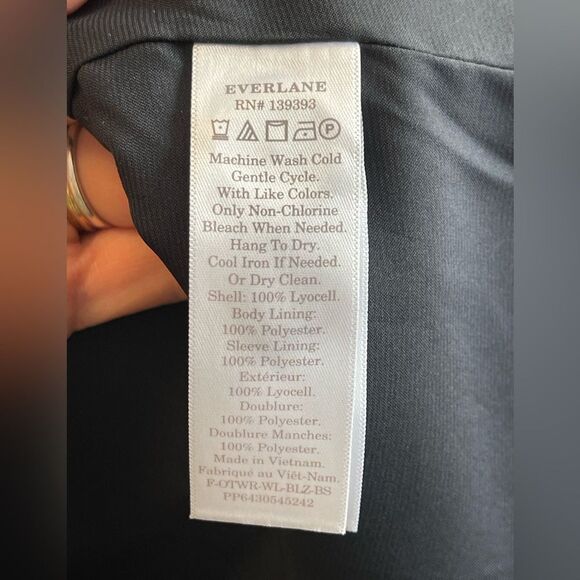 EVERLANE
RN# 139393
P
Machine Wash Cold
Gentle Cycle.
With Like Colors.
Only Non-Chlorine
Bleach When Needed.
Hang To Dry.
Cool Iron If Needed.
Or Dry Clean.
Shell: 100% Lyocell.
Body Lining:
100% Polyester.
Sleeve Lining:
100% Polyester.
Extérieur:
100% Lyocell.
Doublure:
100% Polyester.
Doublure Manches:
100% Polyester.
Made in Vietnam.
Fabriqué au Viêt-Nam.
F-OTWR-WL-BLZ-BS
PP6430545242